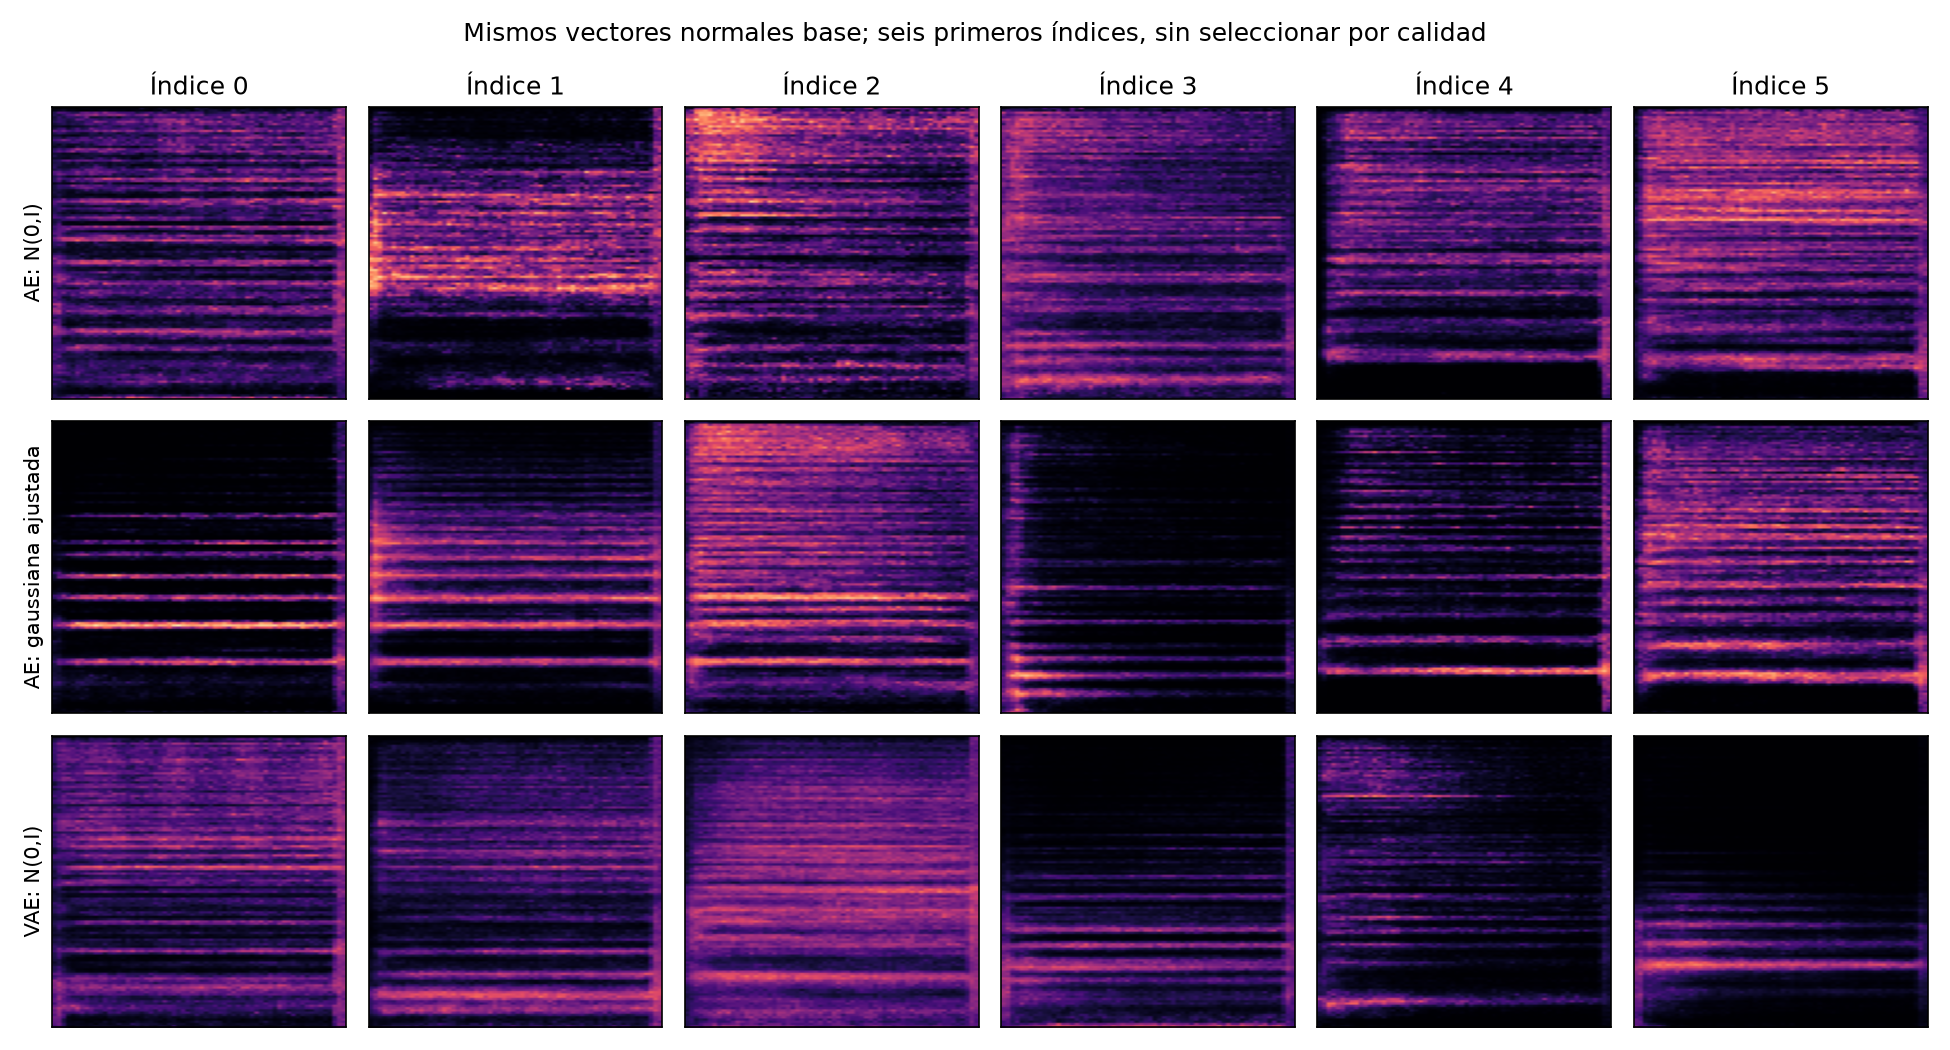 Mismos vectores normales base; seis primeros índices, sin seleccionar por calidad
Índice 0
Índice 1
Índice 2
Índice 3
Índice 4
Índice 5
AE: N(0,I)
AE: gaussiana ajustada
VAE: N(0,I)